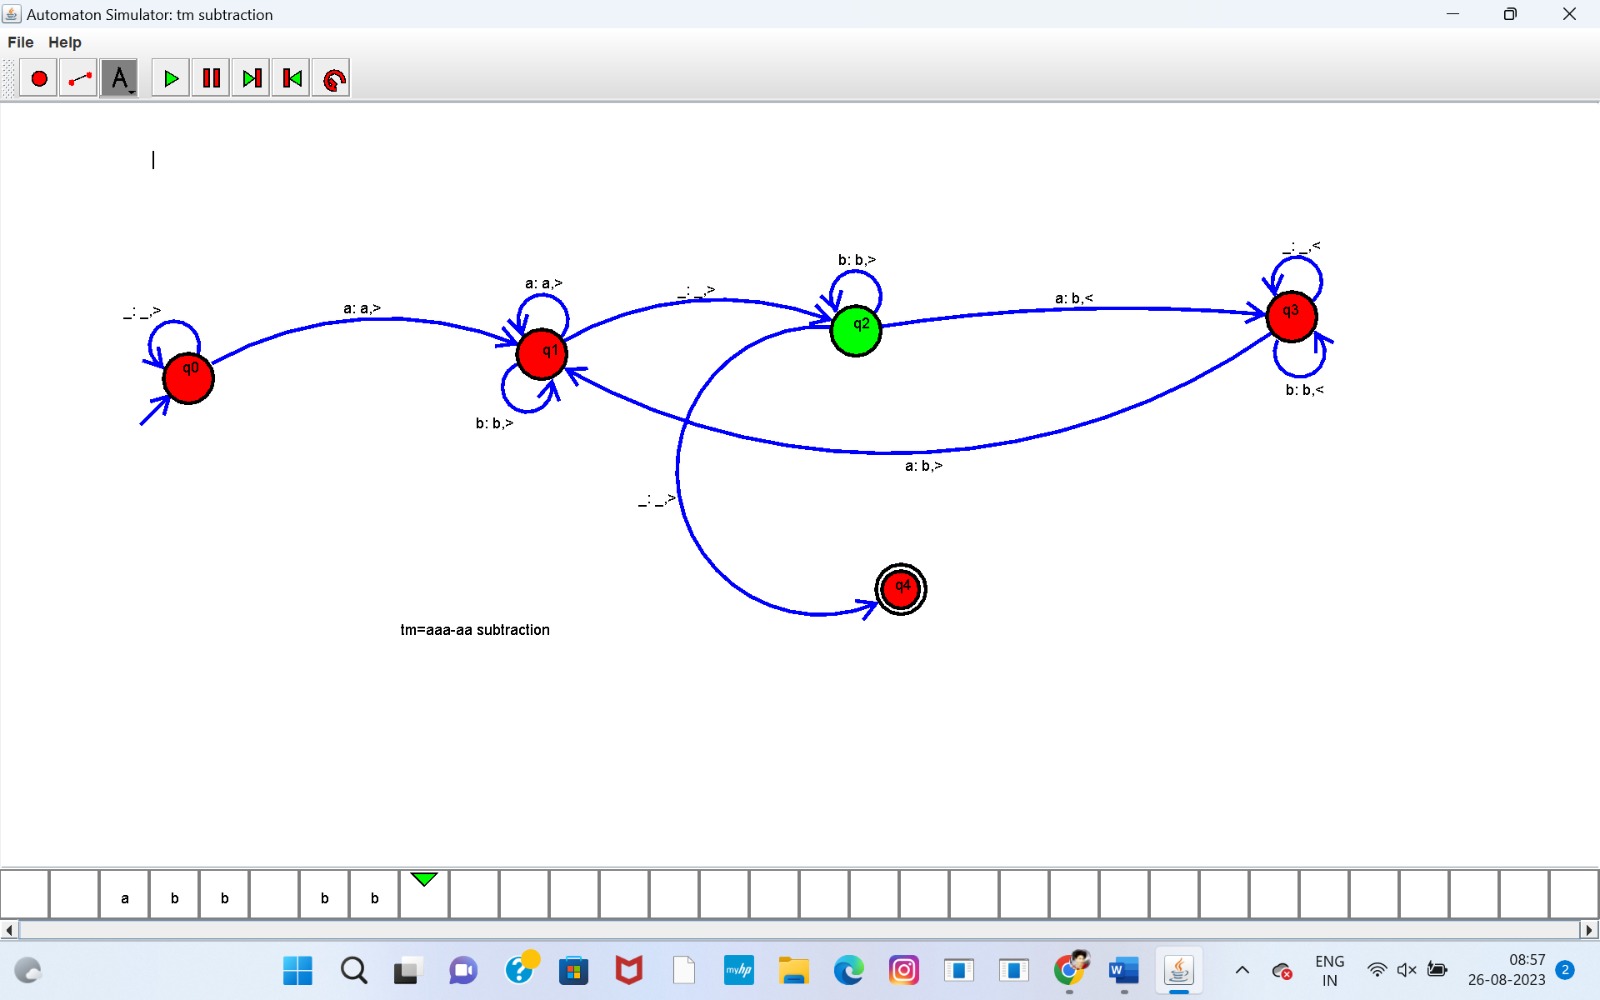 Automaton Simulator: tm subtraction
File Help
A
_: _,<
b: b,>
a: a,>
_: _,>
a: b,<
_: _,>
a: a,>
q3
q2
q1
q0
b: b,<
b: b,>
a: b,>
_: _,>
q4
tm=aaa-aa subtraction
a b b b b
myhp
W
ENG
IN
08:57
26-08-2023
2